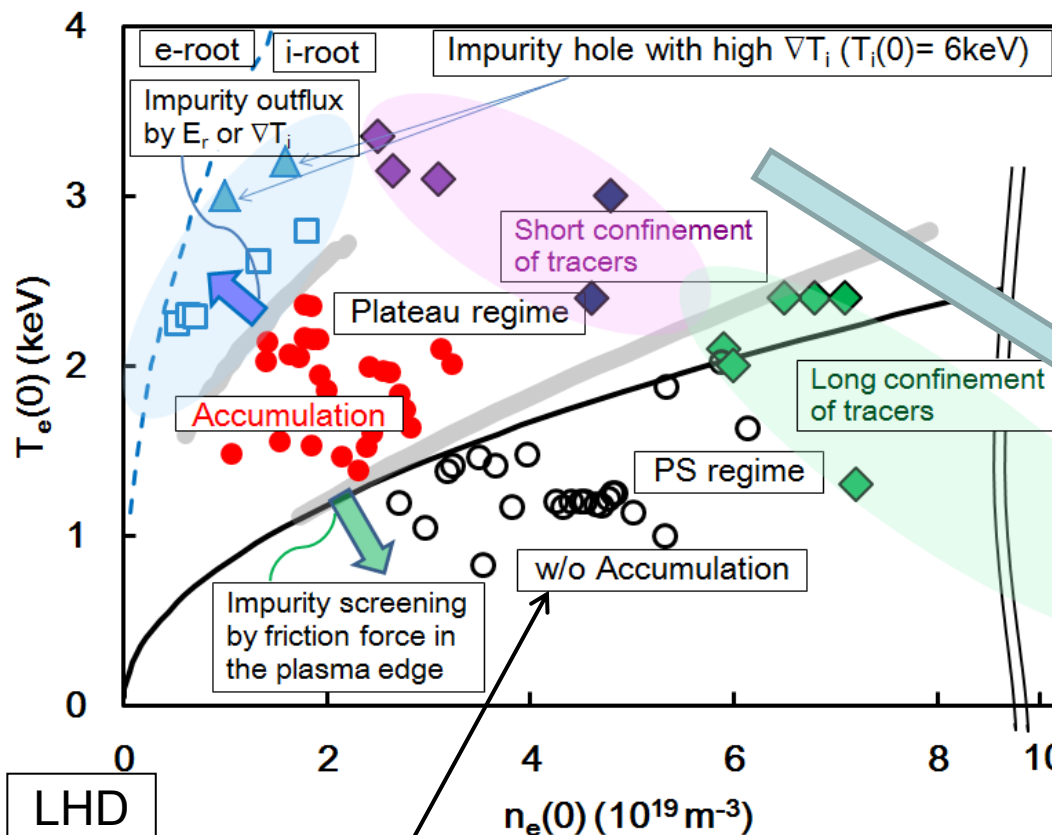 4
e-root
i-root
Impurity hole with high ∇Tᵢ (Tᵢ(0)= 6keV)
Impurity outflux
by Eᵣ or ∇Tᵢ
3
Short confinement
of tracers
Plateau regime
Tₑ(0) (keV)
2
Accumulation
Long confinement
of tracers
PS regime
1
w/o Accumulation
Impurity screening
by friction force in
the plasma edge
0
0 2 4 6 8 10
LHD
nₑ(0) (10¹⁹ m⁻³)